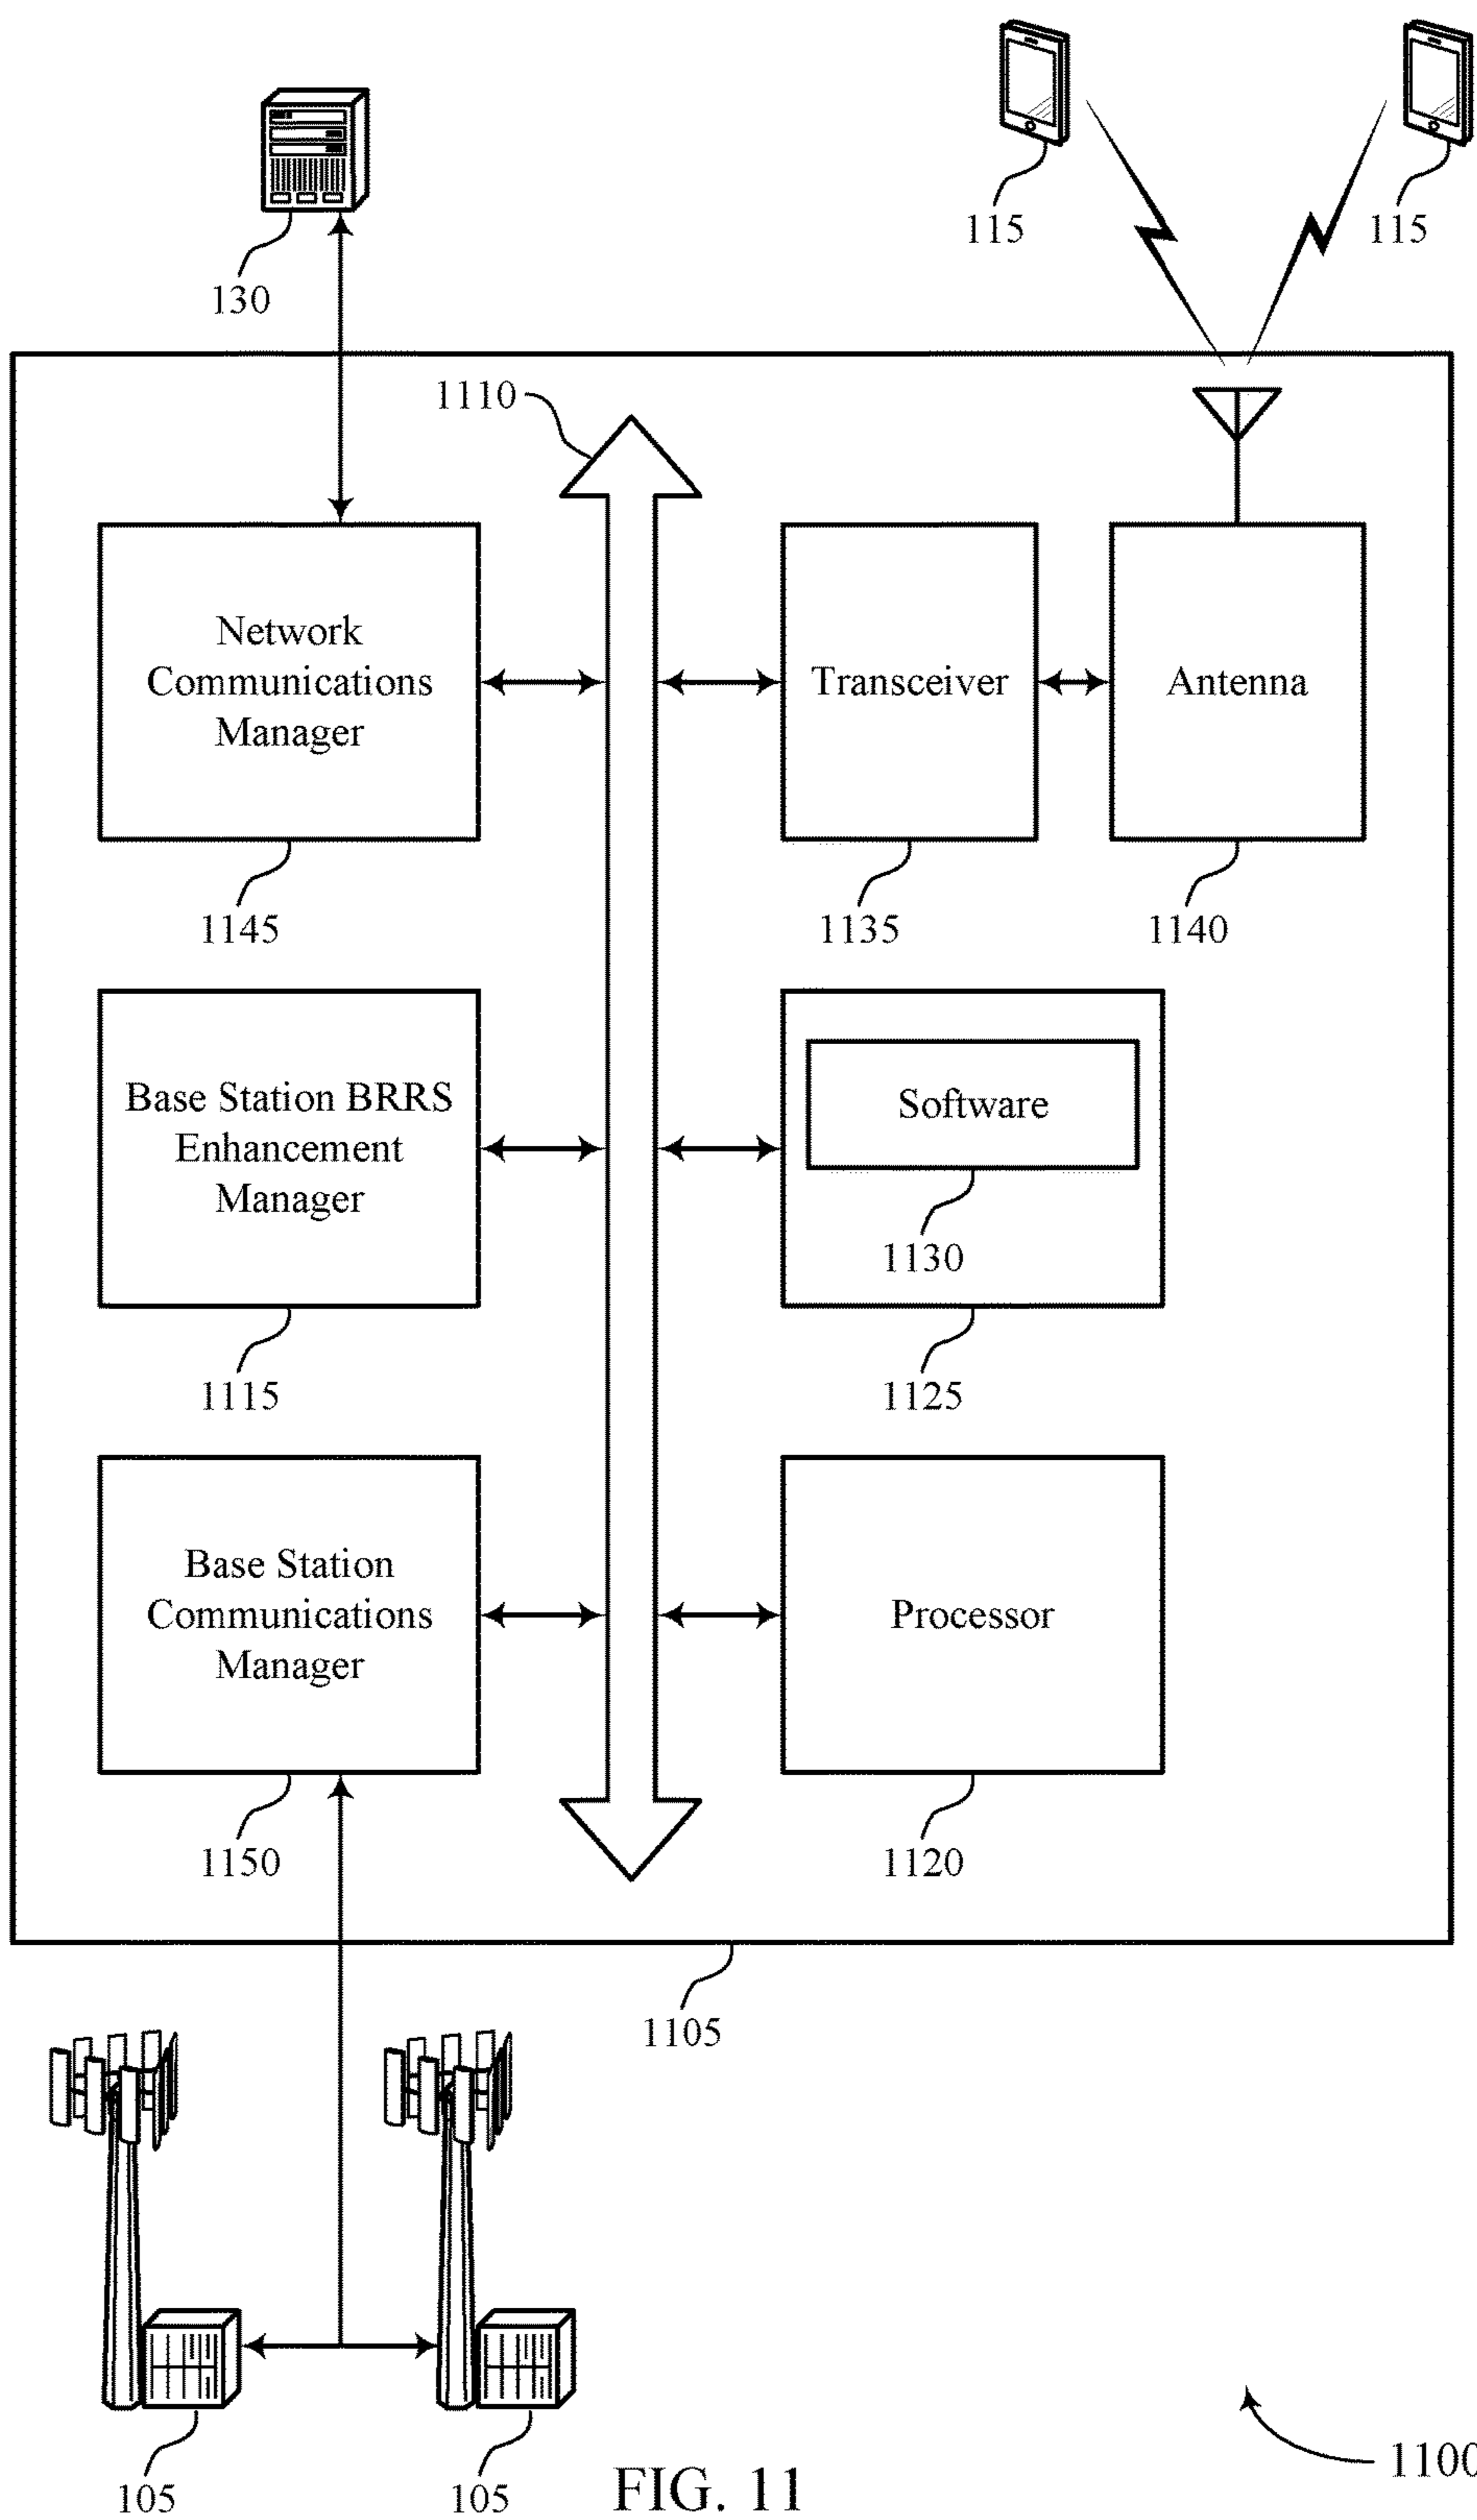 115
115
130
1110
Network
Communications
Manager
Transceiver
Antenna
1145
1135
1140
Base Station BRRS
Enhancement
Manager
Software
1130
1115
1125
Base Station
Communications
Manager
Processor
1150
1120
1105
105
105
FIG. 11
1100